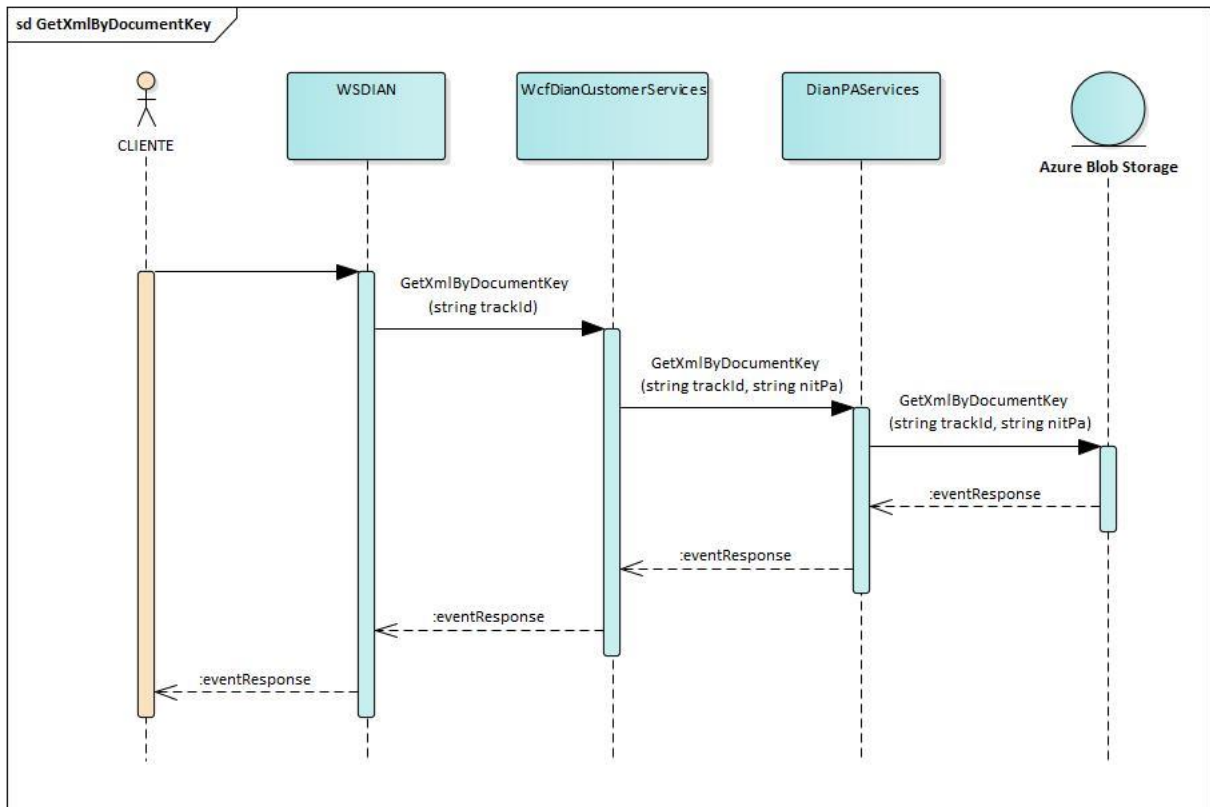 sd GetXmlByDocumentKey
CLIENTE
WSDIAN
WcfDianCustomerServices
DianPAServices
Azure Blob Storage
GetXmlByDocumentKey
(string trackId)
GetXmlByDocumentKey
(string trackId, string nitPa)
GetXmlByDocumentKey
(string trackId, string nitPa)
:eventResponse
:eventResponse
:eventResponse
:eventResponse